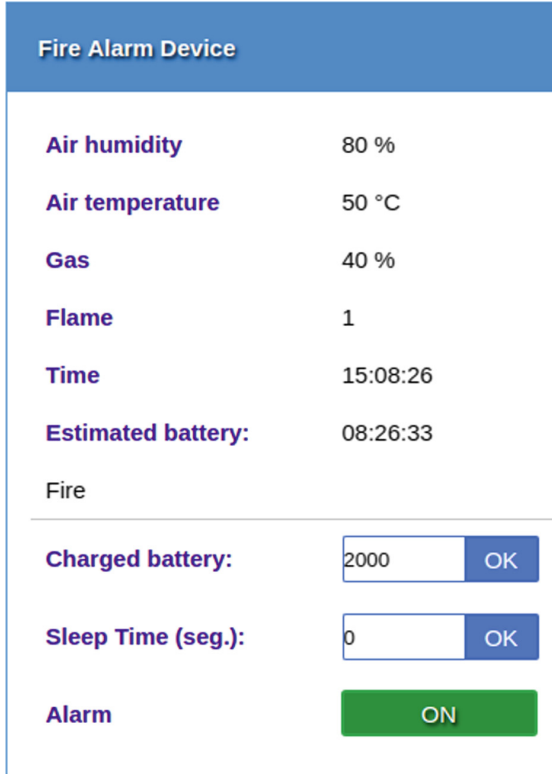 Fire Alarm Device
Air humidity 80 %
Air temperature 50 °C
Gas 40 %
Flame 1
Time 15:08:26
Estimated battery: 08:26:33
Fire
Charged battery: 2000 OK
Sleep Time (seg.): 0 OK
Alarm ON